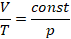 V/T = const/p